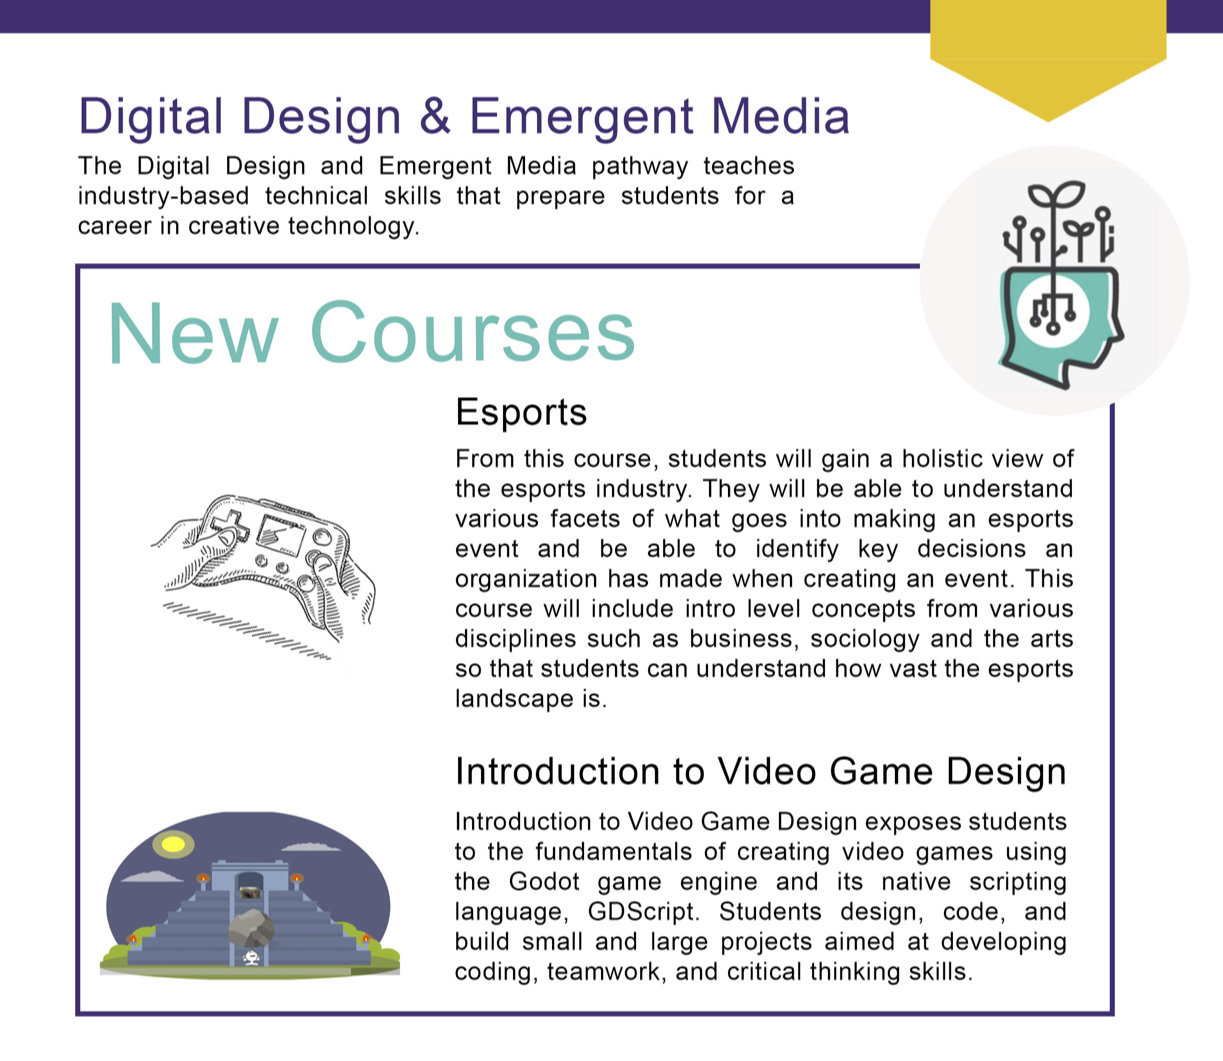 Digital Design & Emergent Media
The Digital Design and Emergent Media pathway teaches
industry-based technical skills that prepare students for a
career in creative technology.
New Courses
Esports
From this course, students will gain a holistic view of
the esports industry. They will be able to understand
various facets of what goes into making an esports
event and be able to identify key decisions an
organization has made when creating an event. This
course will include intro level concepts from various
disciplines such as business, sociology and the arts
so that students can understand how vast the esports
landscape is.
Introduction to Video Game Design
Introduction to Video Game Design exposes students
to the fundamentals of creating video games using
the Godot game engine and its native scripting
language, GDScript. Students design, code, and
build small and large projects aimed at developing
coding, teamwork, and critical thinking skills.